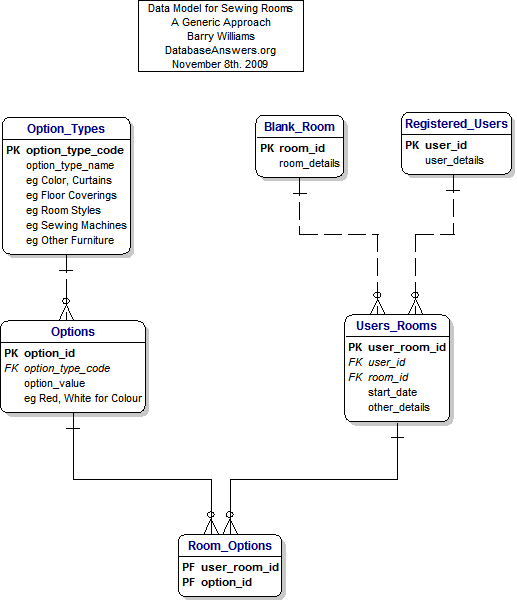 Data Model for Sewing Rooms
A Generic Approach
Barry Williams
DatabaseAnswers.org
November 8th. 2009
Option_Types
PK option_type_code
option_type_name
eg Color, Curtains
eg Floor Coverings
eg Room Styles
eg Sewing Machines
eg Other Furniture
Blank_Room
PK room_id
room_details
Registered_Users
PK user_id
user_details
Options
PK option_id
FK option_type_code
option_value
eg Red, White for Colour
Users_Rooms
PK user_room_id
FK user_id
FK room_id
start_date
other_details
Room_Options
PF user_room_id
PF option_id